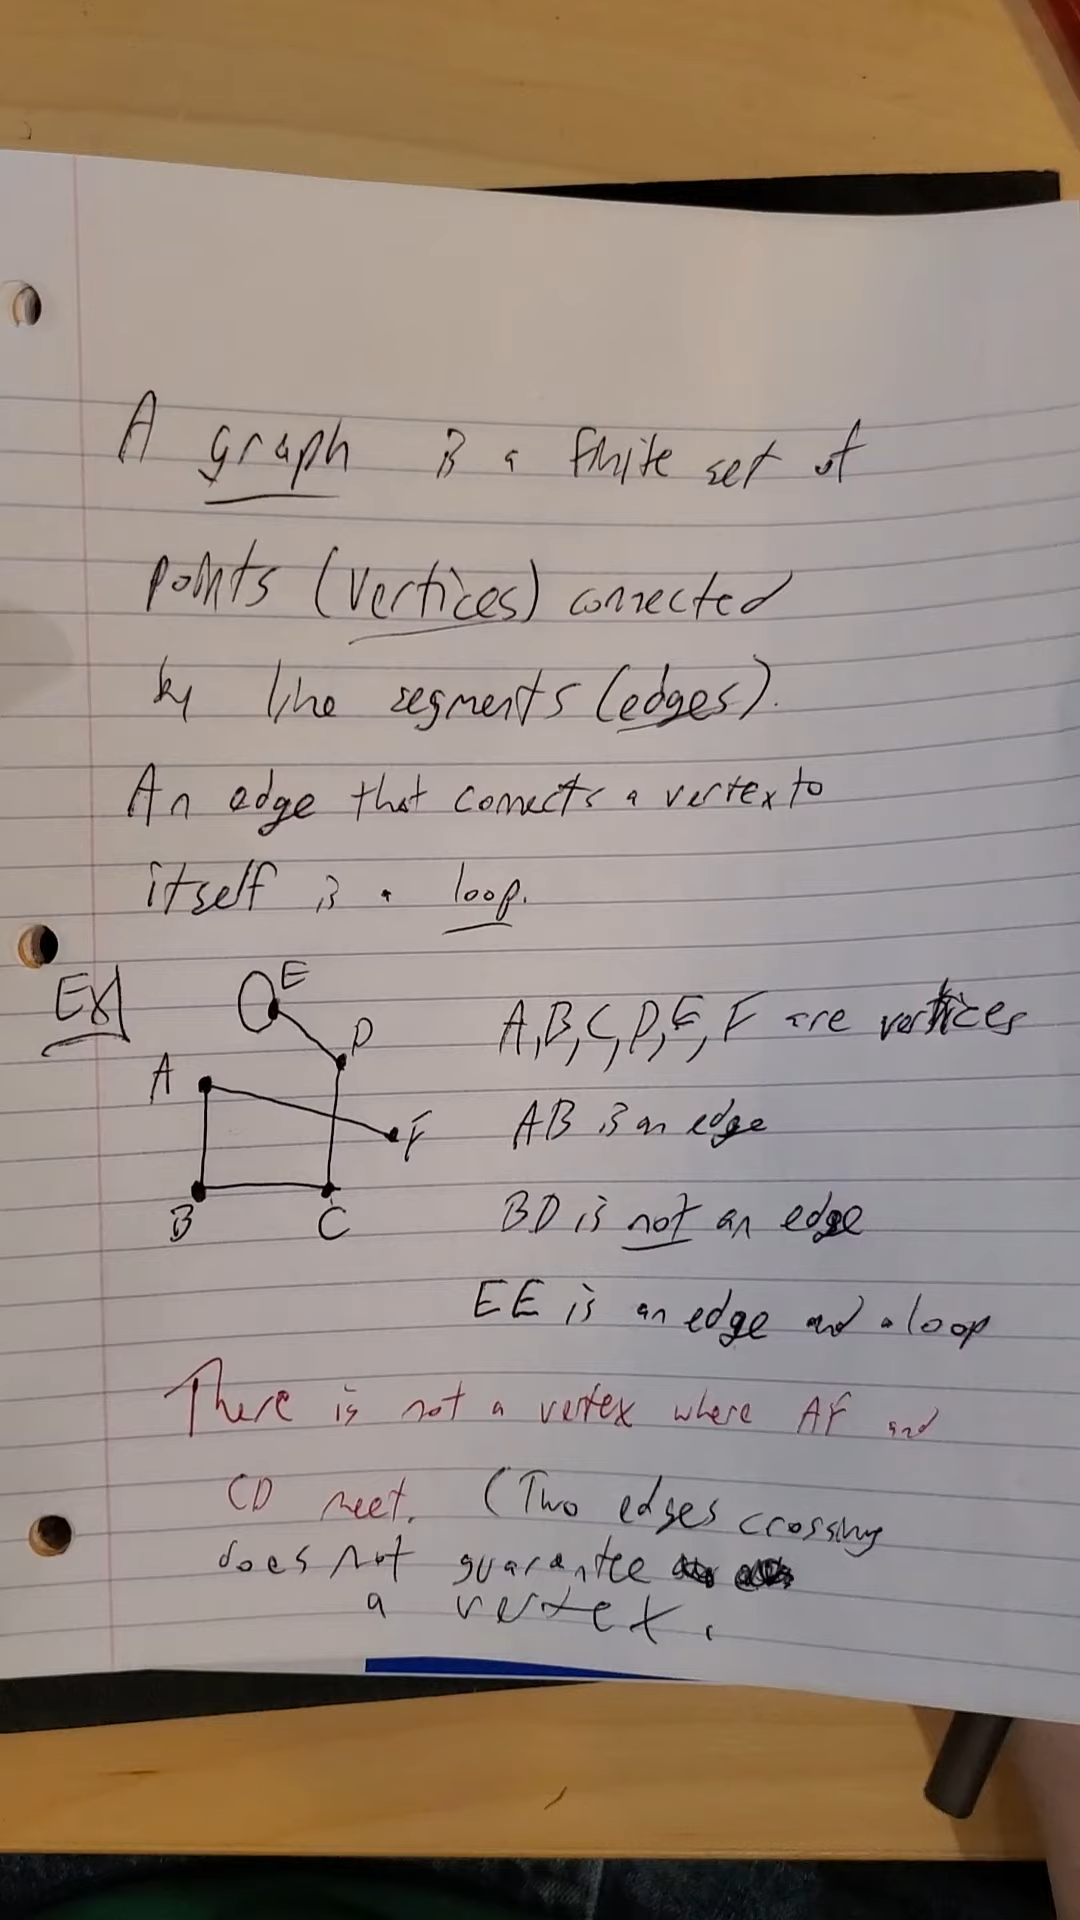 A graph is a finite set of
points (vertices) connected
by line segments (edges).
An edge that connects a vertex to
itself is a loop.
Ex
E
D
A
F
B
C
A,B,C,D,E,F are vertices
AB is an edge
BD is not an edge
EE is an edge and a loop
There is not a vertex where AF and
CD meet. (Two edges crossing
does not guarantee
a vertex.